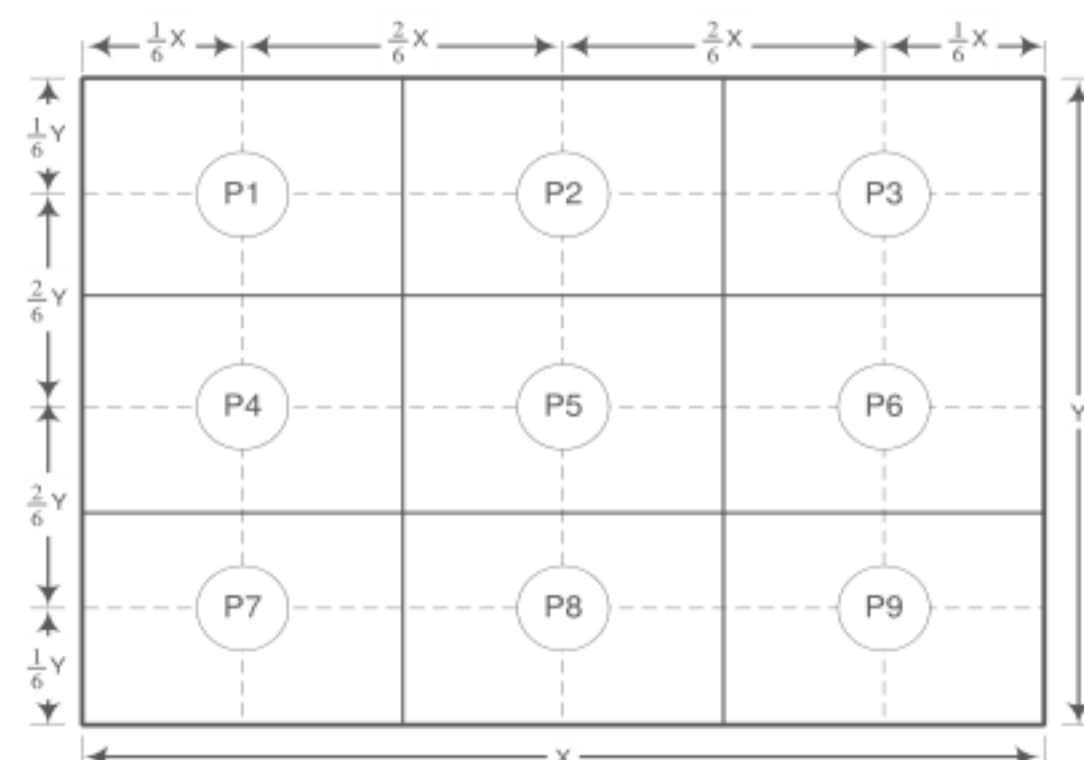 1/6 X 2/6 X 2/6 X 1/6 X
1/6 Y
P1 P2 P3
2/6 Y
P4 P5 P6
Y
2/6 Y
P7 P8 P9
1/6 Y
X